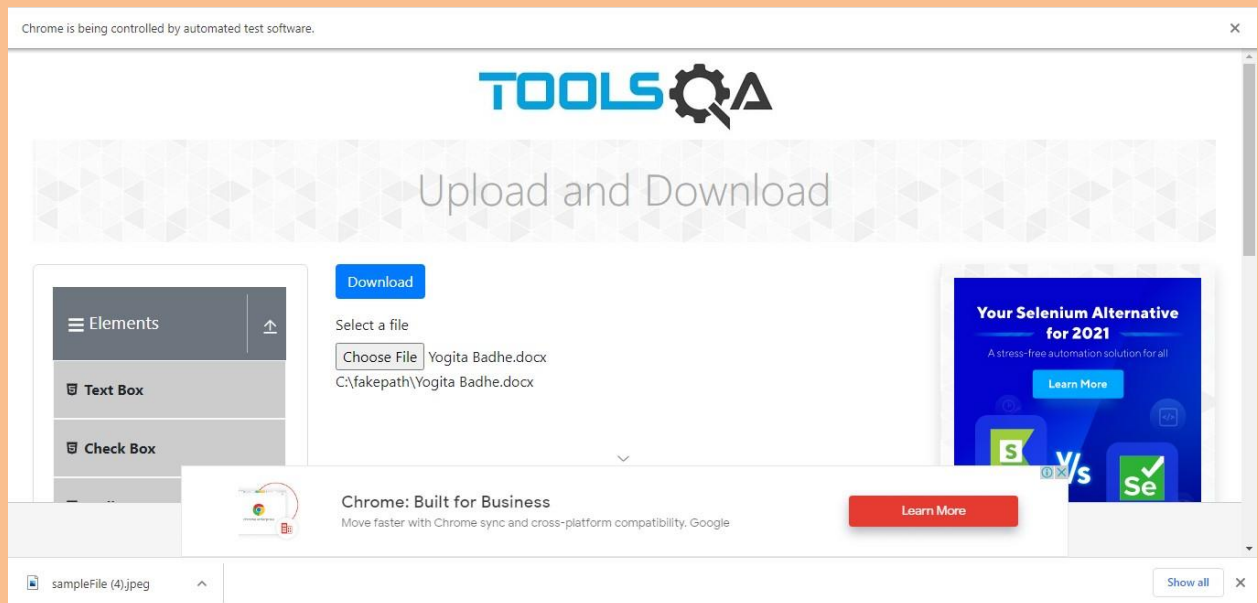 Chrome is being controlled by automated test software.
TOOLSQA
Upload and Download
Download
Elements
Select a file
Choose File Yogita Badhe.docx
C:\fakepath\Yogita Badhe.docx
Text Box
Check Box
Your Selenium Alternative
for 2021
A stress-free automation solution for all
Learn More
S V/s Se
Chrome: Built for Business
Move faster with Chrome sync and cross-platform compatibility. Google
Learn More
sampleFile (4).jpeg
Show all